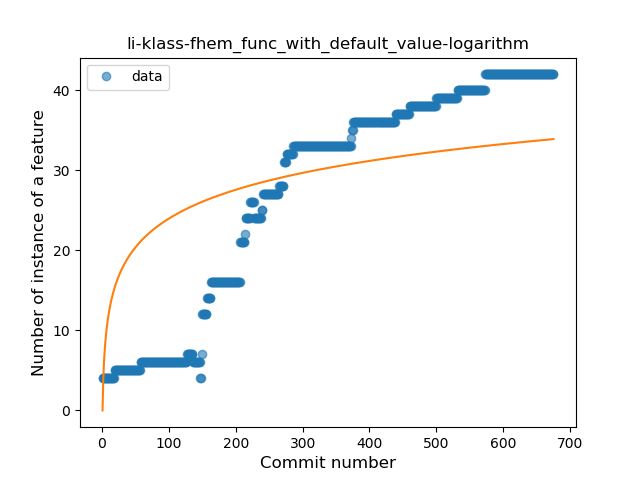 li-klass-fhem_func_with_default_value-logarithm
data
Number of instance of a feature
40
30
20
10
0
0 100 200 300 400 500 600 700
Commit number